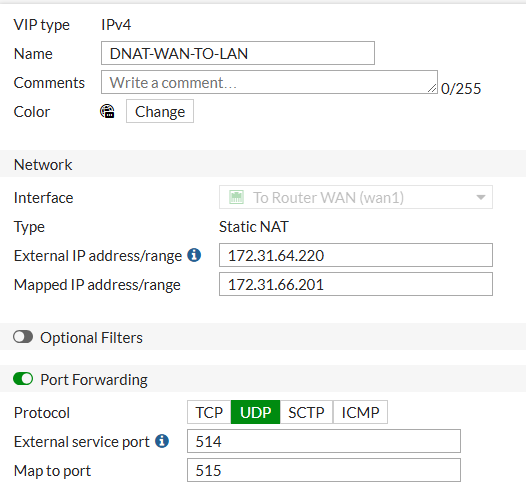 VIP type IPv4
Name DNAT-WAN-TO-LAN
Comments Write a comment... 0/255
Color Change
Network
Interface To Router WAN (wan1)
Type Static NAT
External IP address/range 172.31.64.220
Mapped IP address/range 172.31.66.201
Optional Filters
Port Forwarding
Protocol TCP UDP SCTP ICMP
External service port 514
Map to port 515